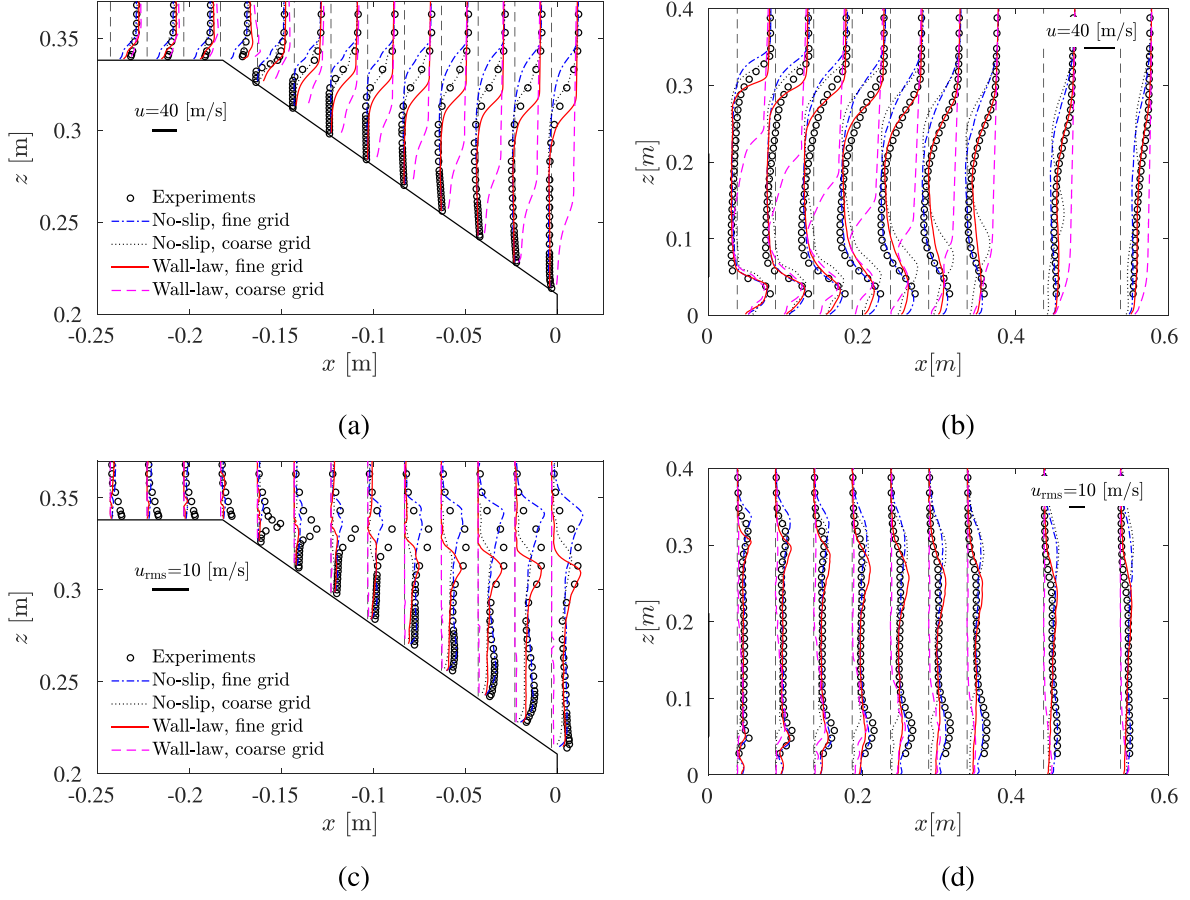 0.35
0.3
0.25
0.2
z [m]
u=40 [m/s]
Experiments
No-slip, fine grid
No-slip, coarse grid
Wall-law, fine grid
Wall-law, coarse grid
-0.25 -0.2 -0.15 -0.1 -0.05 0
x [m]
(a)
0.4
0.3
0.2
0.1
0
z[m]
u=40 [m/s]
0 0.2 0.4 0.6
x[m]
(b)
0.35
0.3
0.25
0.2
z [m]
u_rms=10 [m/s]
Experiments
No-slip, fine grid
No-slip, coarse grid
Wall-law, fine grid
Wall-law, coarse grid
-0.25 -0.2 -0.15 -0.1 -0.05 0
x [m]
(c)
0.4
0.3
0.2
0.1
0
z[m]
u_rms=10 [m/s]
0 0.2 0.4 0.6
x[m]
(d)